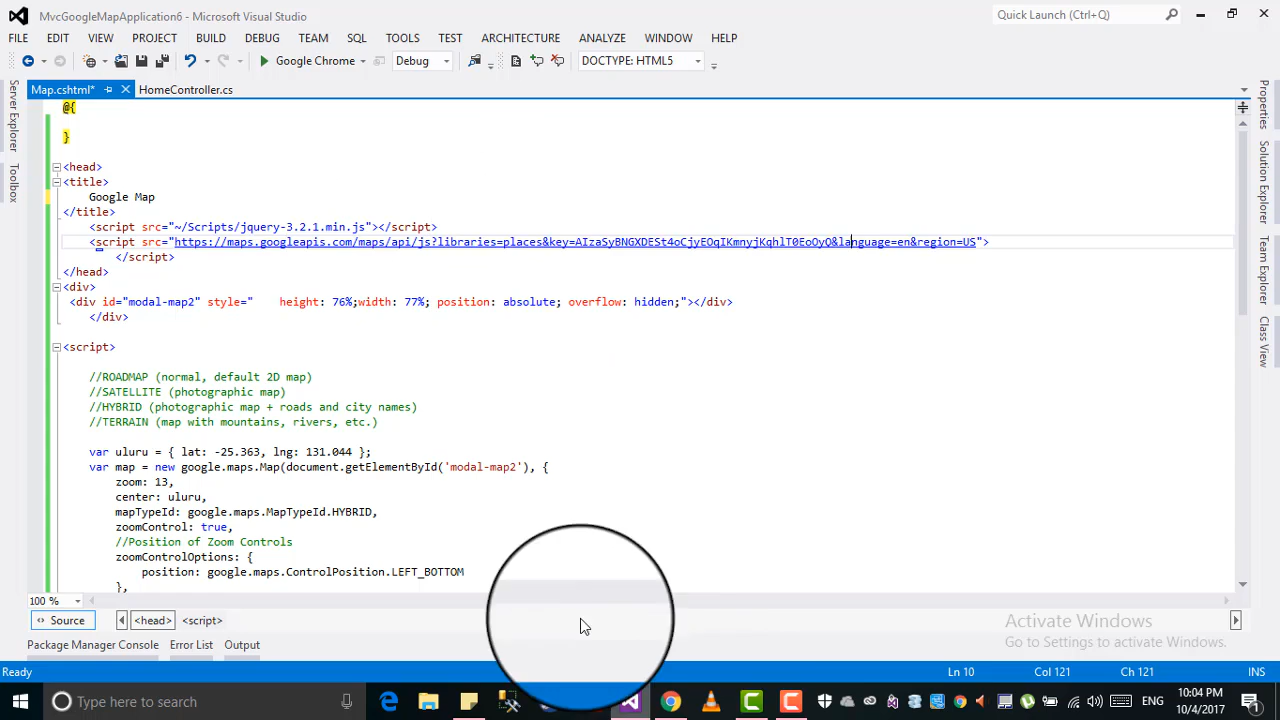 MvcGoogleMapApplication6 - Microsoft Visual Studio
Quick Launch (Ctrl+Q)
FILE EDIT VIEW PROJECT BUILD DEBUG TEAM SQL TOOLS TEST ARCHITECTURE ANALYZE WINDOW HELP
Google Chrome Debug DOCTYPE: HTML5
Map.cshtml* HomeController.cs
Server Explorer
Toolbox
Properties
Solution Explorer
Team Explorer
Class View
@{
}
<head>
<title>
Google Map
</title>
<script src="~/Scripts/jquery-3.2.1.min.js"></script>
<script src="https://maps.googleapis.com/maps/api/js?libraries=places&key=AIzaSyBNGXDESt4oCjyEOqIKmnyjKqhlT0EoOyQ&language=en&region=US">
</script>
</head>
<div>
<div id="modal-map2" style="    height: 76%;width: 77%; position: absolute; overflow: hidden;"></div>
</div>
<script>
//ROADMAP (normal, default 2D map)
//SATELLITE (photographic map)
//HYBRID (photographic map + roads and city names)
//TERRAIN (map with mountains, rivers, etc.)
var uluru = { lat: -25.363, lng: 131.044 };
var map = new google.maps.Map(document.getElementById('modal-map2'), {
zoom: 13,
center: uluru,
mapTypeId: google.maps.MapTypeId.HYBRID,
zoomControl: true,
//Position of Zoom Controls
zoomControlOptions: {
position: google.maps.ControlPosition.LEFT_BOTTOM
},
100 %
Source <head> <script>
Activate Windows
Go to Settings to activate Windows.
Package Manager Console Error List Output
Ready Ln 10 Col 121 Ch 121 INS
Type here to search
ENG
10:04 PM
10/4/2017